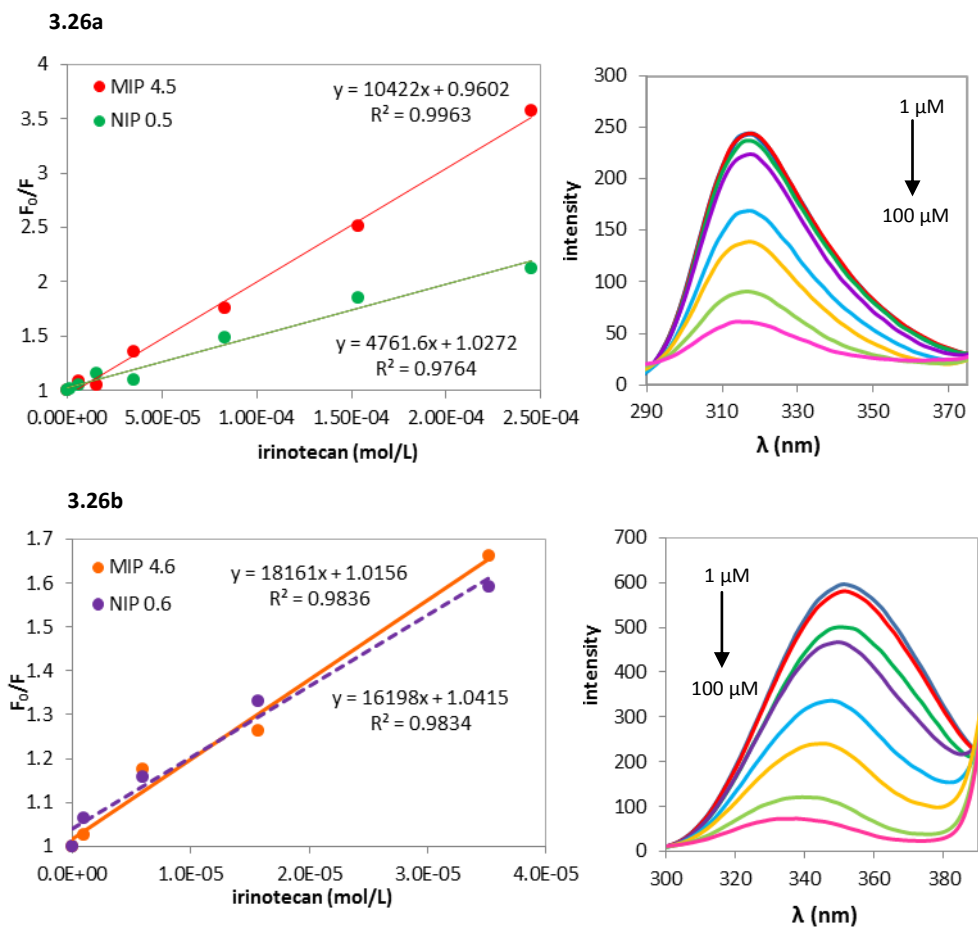 3.26a
4
3.5
3
2.5
2
1.5
1
F₀/F
MIP 4.5
NIP 0.5
y = 10422x + 0.9602
R² = 0.9963
y = 4761.6x + 1.0272
R² = 0.9764
0.00E+00 5.0E-05 1.0E-04 1.5E-04 2.0E-04 2.5E-04
irinotecan (mol/L)
300
250
200
150
100
50
0
intensity
1 µM
100 µM
290 310 330 350 370
λ (nm)
3.26b
1.7
1.6
1.5
1.4
1.3
1.2
1.1
1
F₀/F
MIP 4.6
NIP 0.6
y = 18161x + 1.0156
R² = 0.9836
y = 16198x + 1.0415
R² = 0.9834
0.0E+00 1.0E-05 2.0E-05 3.0E-05 4.0E-05
irinotecan (mol/L)
700
600
500
400
300
200
100
0
intensity
1 µM
100 µM
300 320 340 360 380
λ (nm)